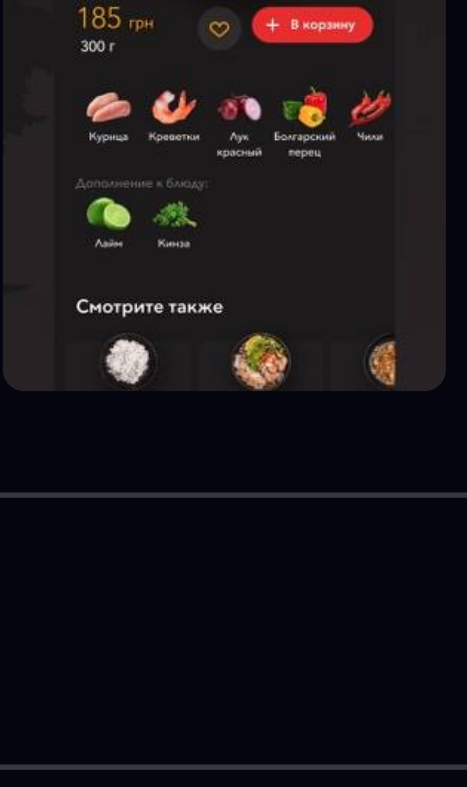 185 грн
В корзину
300 г
Курица
Креветки
Лук
красный
Болгарский
перец
Чили
Дополнение к блюду:
Лайм
Кинза
Смотрите также